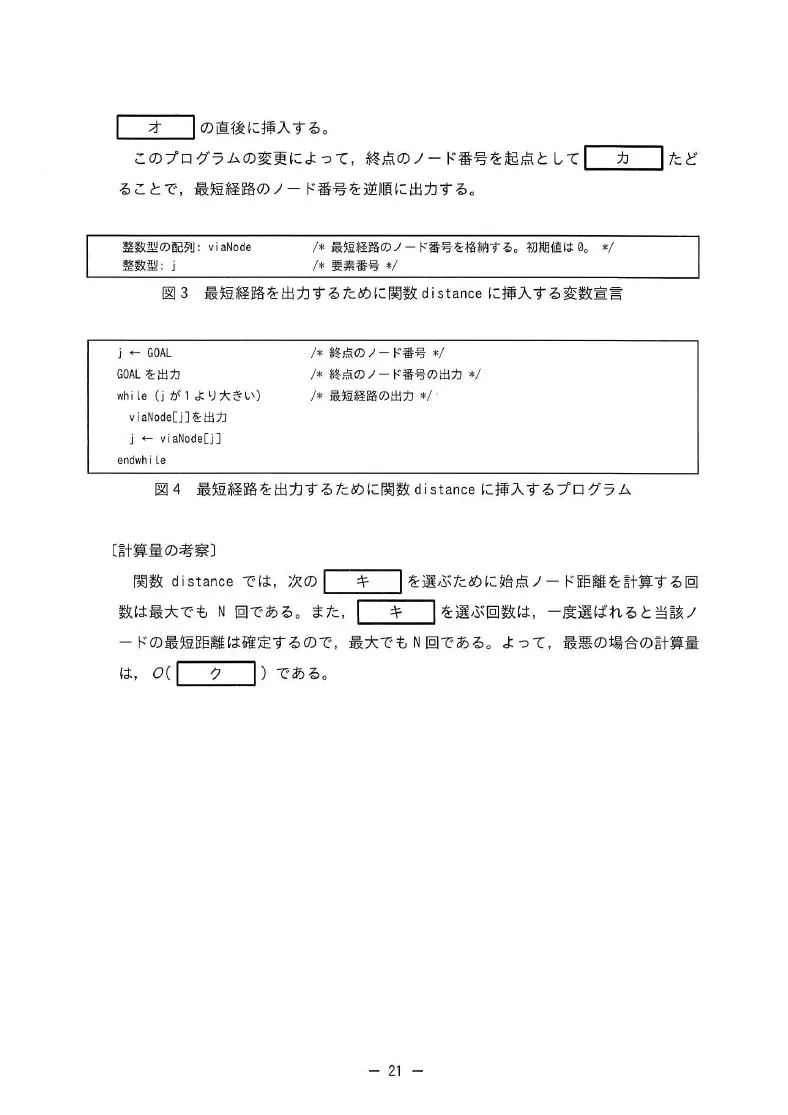 オ の直後に挿入する。
このプログラムの変更によって，終点のノード番号を起点として カ たど
ることで，最短経路のノード番号を逆順に出力する。
整数型の配列: viaNode /* 最短経路のノード番号を格納する。初期値は 0。 */
整数型: j /* 要素番号 */
図3 最短経路を出力するために関数 distance に挿入する変数宣言
j ← GOAL /* 終点のノード番号 */
GOAL を出力 /* 終点のノード番号の出力 */
while (j が 1 より大きい) /* 最短経路の出力 */
viaNode[j]を出力
j ← viaNode[j]
endwhile
図4 最短経路を出力するために関数 distance に挿入するプログラム
〔計算量の考察〕
関数 distance では，次の キ を選ぶために始点ノード距離を計算する回
数は最大でも N 回である。また， キ を選ぶ回数は，一度選ばれると当該ノ
ードの最短距離は確定するので，最大でも N 回である。よって，最悪の場合の計算量
は，O( ク ) である。
— 21 —